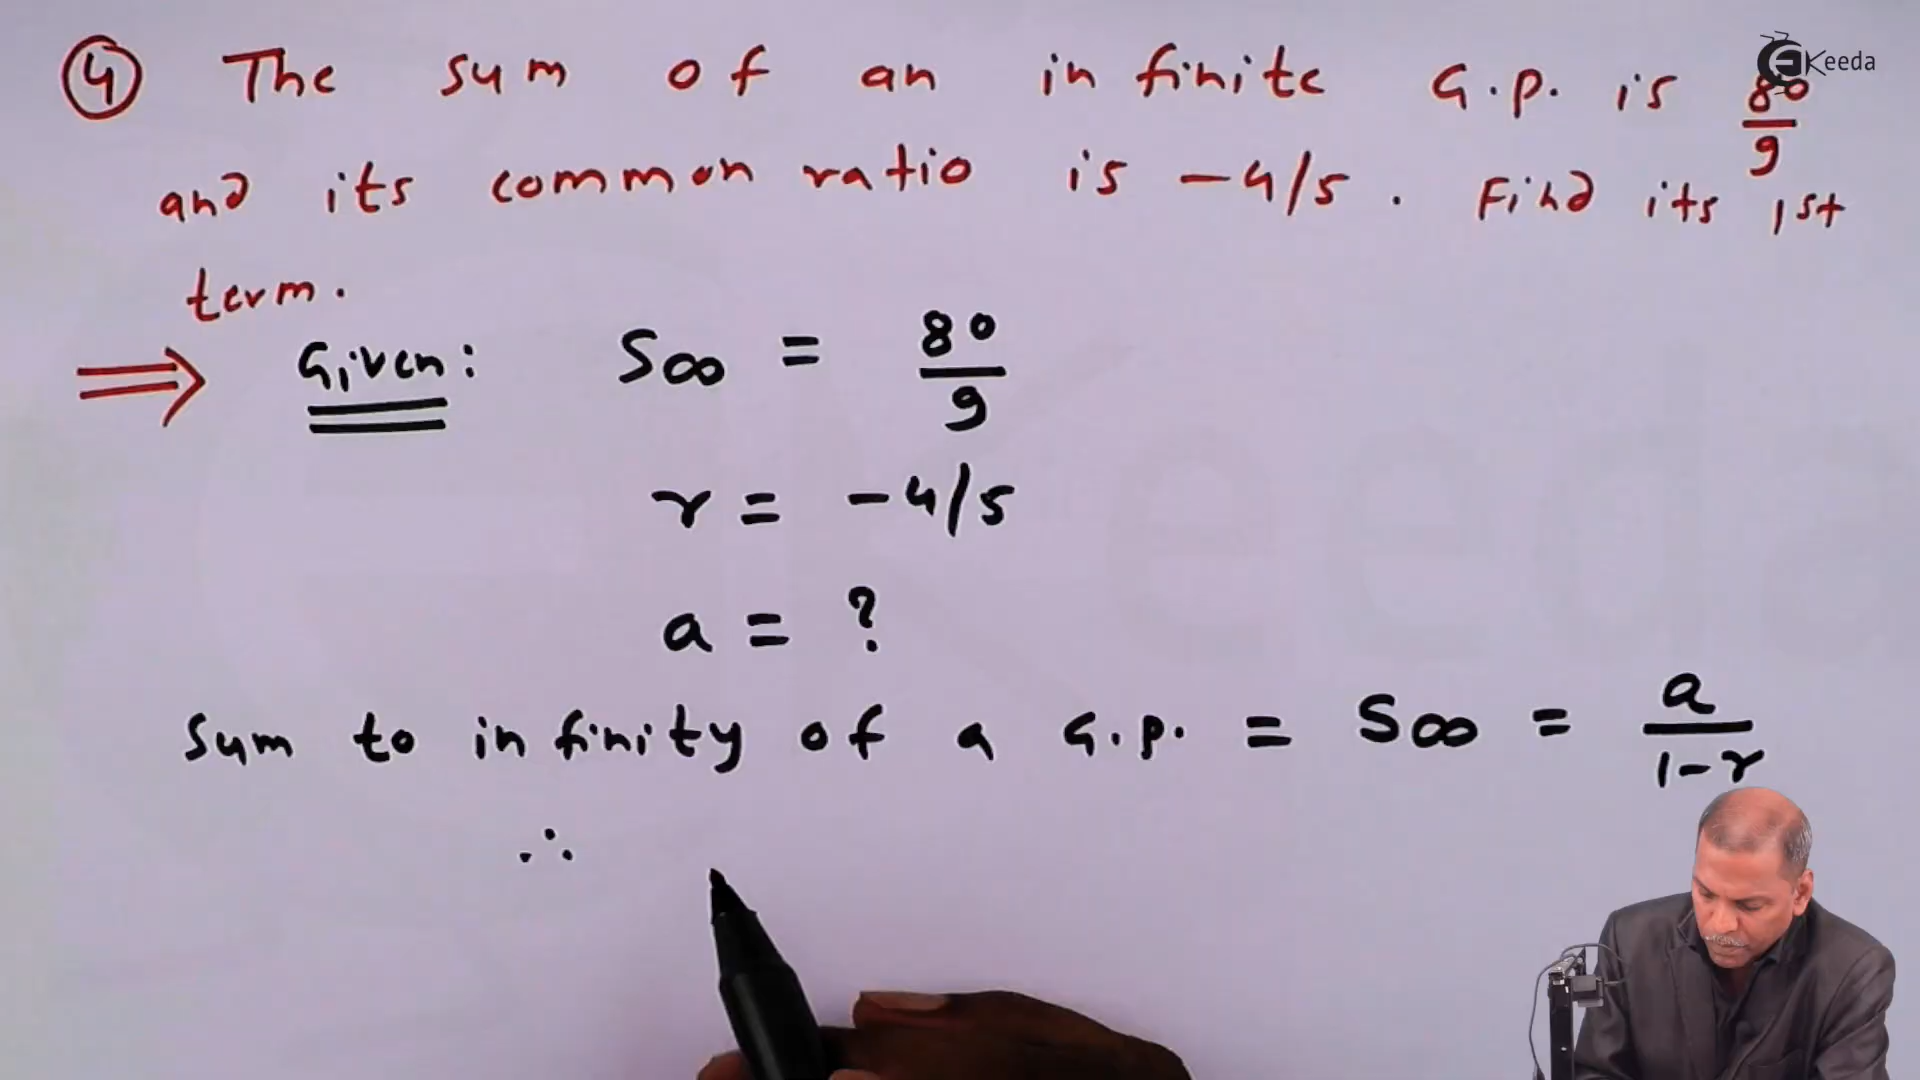 ④ The sum of an infinite G.P. is 80/9
and its common ratio is -4/5. Find its 1st
term.
⇒ Given: S∞ = 80/9
r = -4/5
a = ?
Sum to infinity of a G.P. = S∞ = a/1-r
∴
eKeeda